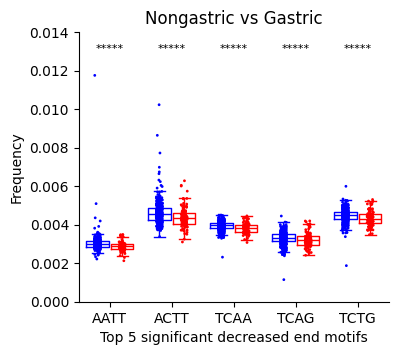 Nongastric vs Gastric
0.014
***** ***** ***** ***** *****
0.012
0.010
0.008
Frequency
0.006
0.004
0.002
0.000
AATT ACTT TCAA TCAG TCTG
Top 5 significant decreased end motifs